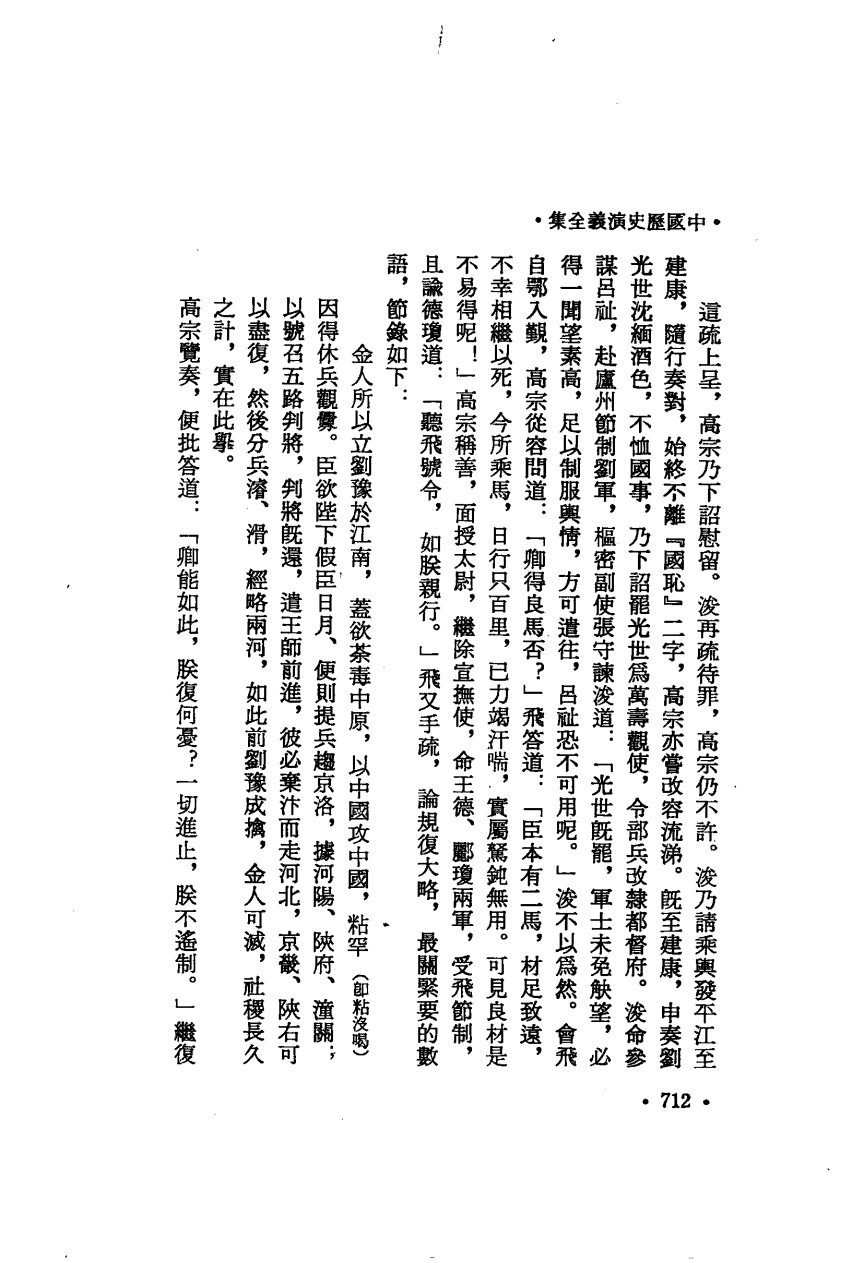 •中國歷史演義全集•
這疏上呈，高宗乃下詔慰留。浚再疏待罪，高宗仍不許。浚乃請乘輿發平江至
建康，隨行奏對，始終不離『國恥』二字，高宗亦嘗改容流涕。既至建康，申奏劉
光世沈緬酒色，不恤國事，乃下詔罷光世爲萬壽觀使，令部兵改隸都督府。浚命參
謀呂祉，赴廬州節制劉軍，樞密副使張守諫浚道：「光世既罷，軍士未免觖望，必
得一聞望素高，足以制服輿情，方可遣往，呂祉恐不可用呢。」浚不以爲然。會飛
自鄂入覲，高宗從容問道：「卿得良馬否？」飛答道：「臣本有二馬，材足致遠，
不幸相繼以死，今所乘馬，日行只百里，已力竭汗喘，實屬駑鈍無用。可見良材是
不易得呢！」高宗稱善，面授太尉，繼除宣撫使，命王德、酈瓊兩軍，受飛節制，
且諭德瓊道：「聽飛號令，如朕親行。」飛又手疏，論規復大略，最關緊要的數
語，節錄如下：
金人所以立劉豫於江南，蓋欲荼毒中原，以中國攻中國，粘罕（卽粘沒喝）
因得休兵觀釁。臣欲陛下假臣日月、便則提兵趨京洛，據河陽、陝府、潼關；
以號召五路判將，判將既還，遣王師前進，彼必棄汴而走河北，京畿、陝右可
以盡復，然後分兵濬、滑，經略兩河，如此前劉豫成擒，金人可滅，社稷長久
之計，實在此舉。
高宗覽奏，便批答道：「卿能如此，朕復何憂？一切進止，朕不遙制。」繼復
•712•